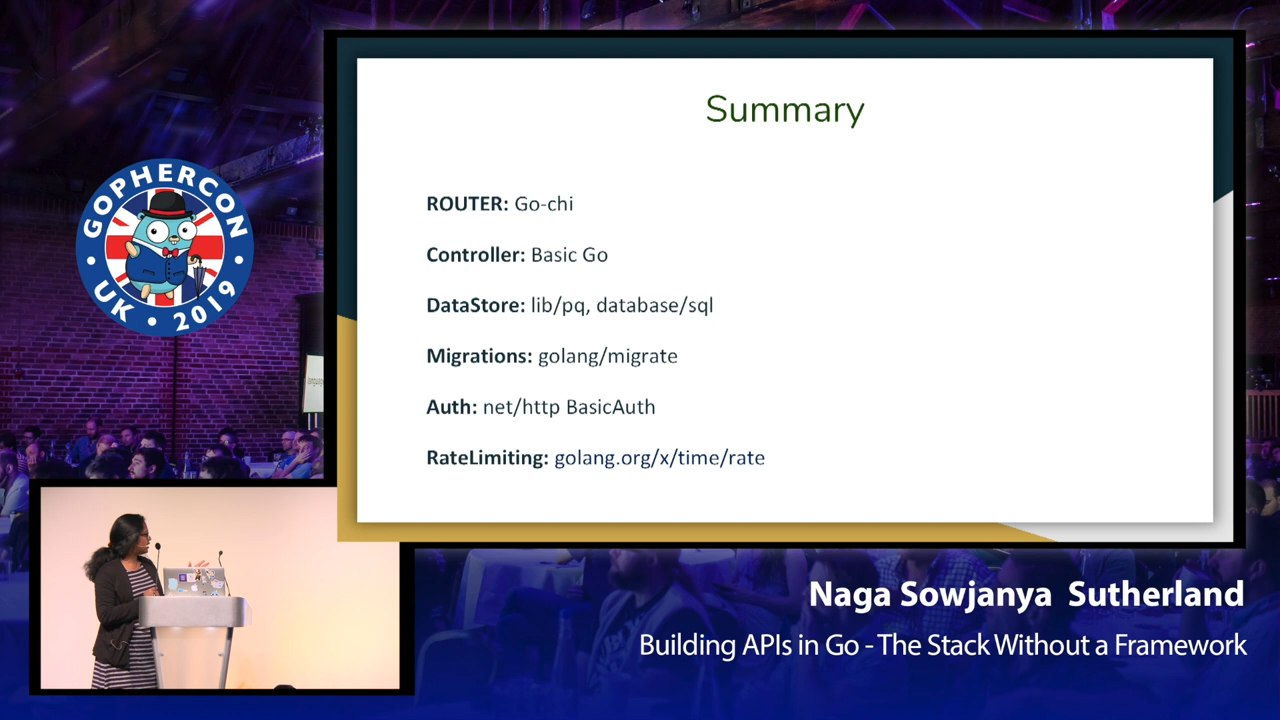 Summary
ROUTER: Go-chi
Controller: Basic Go
DataStore: lib/pq, database/sql
Migrations: golang/migrate
Auth: net/http BasicAuth
RateLimiting: golang.org/x/time/rate
GOPHERCON
UK • 2019
Naga Sowjanya Sutherland
Building APIs in Go - The Stack Without a Framework